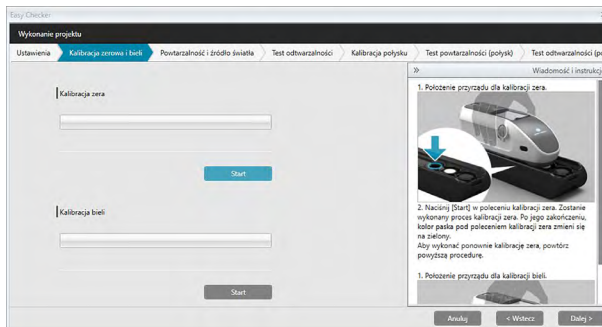 Easy Checker
Wykonanie projektu
Ustawienia
Kalibracja zerowa i bieli
Powtarzalność i źródło światła
Test odtwarzalności
Kalibracja połysku
Test powtarzalności (połysk)
Test odtwarzalności (po
Wiadomość i instrukcj
Kalibracja zera
Start
Kalibracja bieli
Start
1. Położenie przyrządu dla kalibracji zera.
2. Naciśnij [Start] w poleceniu kalibracji zera. Zostanie
wykonany proces kalibracji zera. Po jego zakończeniu,
kolor paska pod poleceniem kalibracji zera zmieni się
na zielony.
Aby wykonać ponownie kalibrację zera, powtórz
powyższą procedurę.
1. Położenie przyrządu dla kalibracji bieli.
Anuluj
< Wstecz
Dalej >